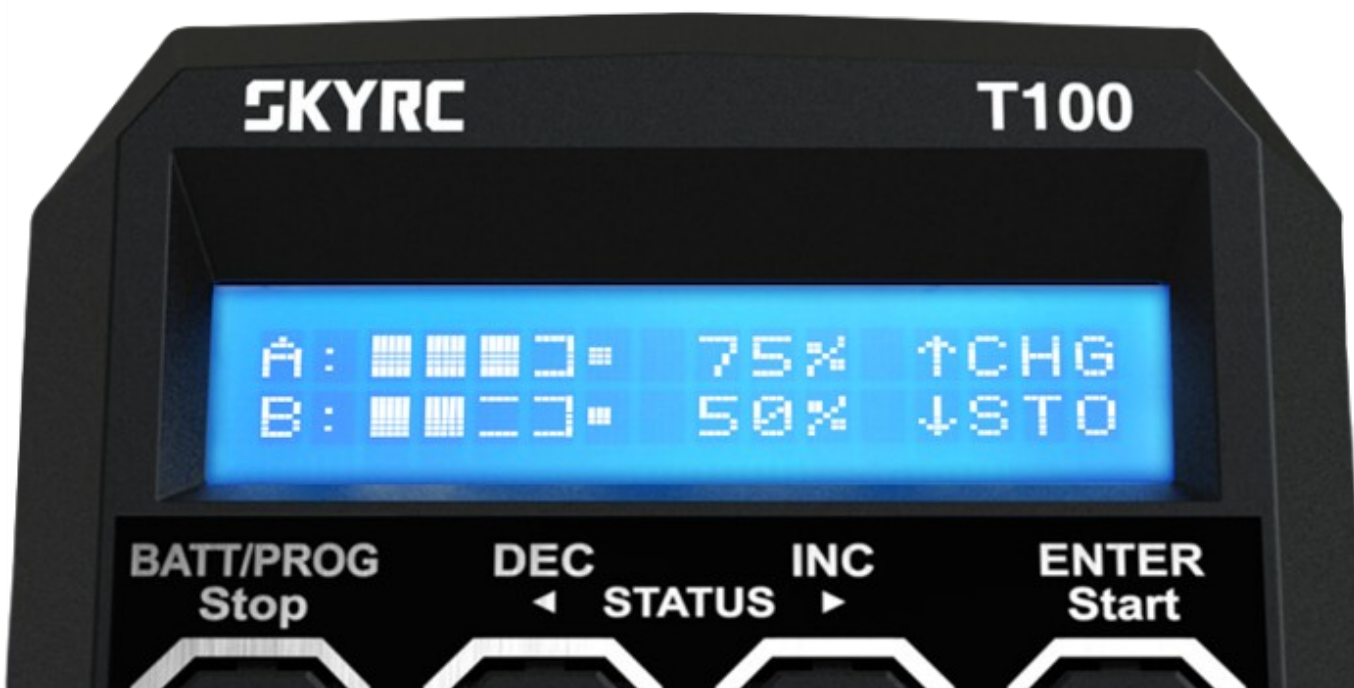 SKYRC T100
A: 75% ↑CHG
B: 50% ↓STO
BATT/PROG DEC INC ENTER
Stop ◄ STATUS ► Start